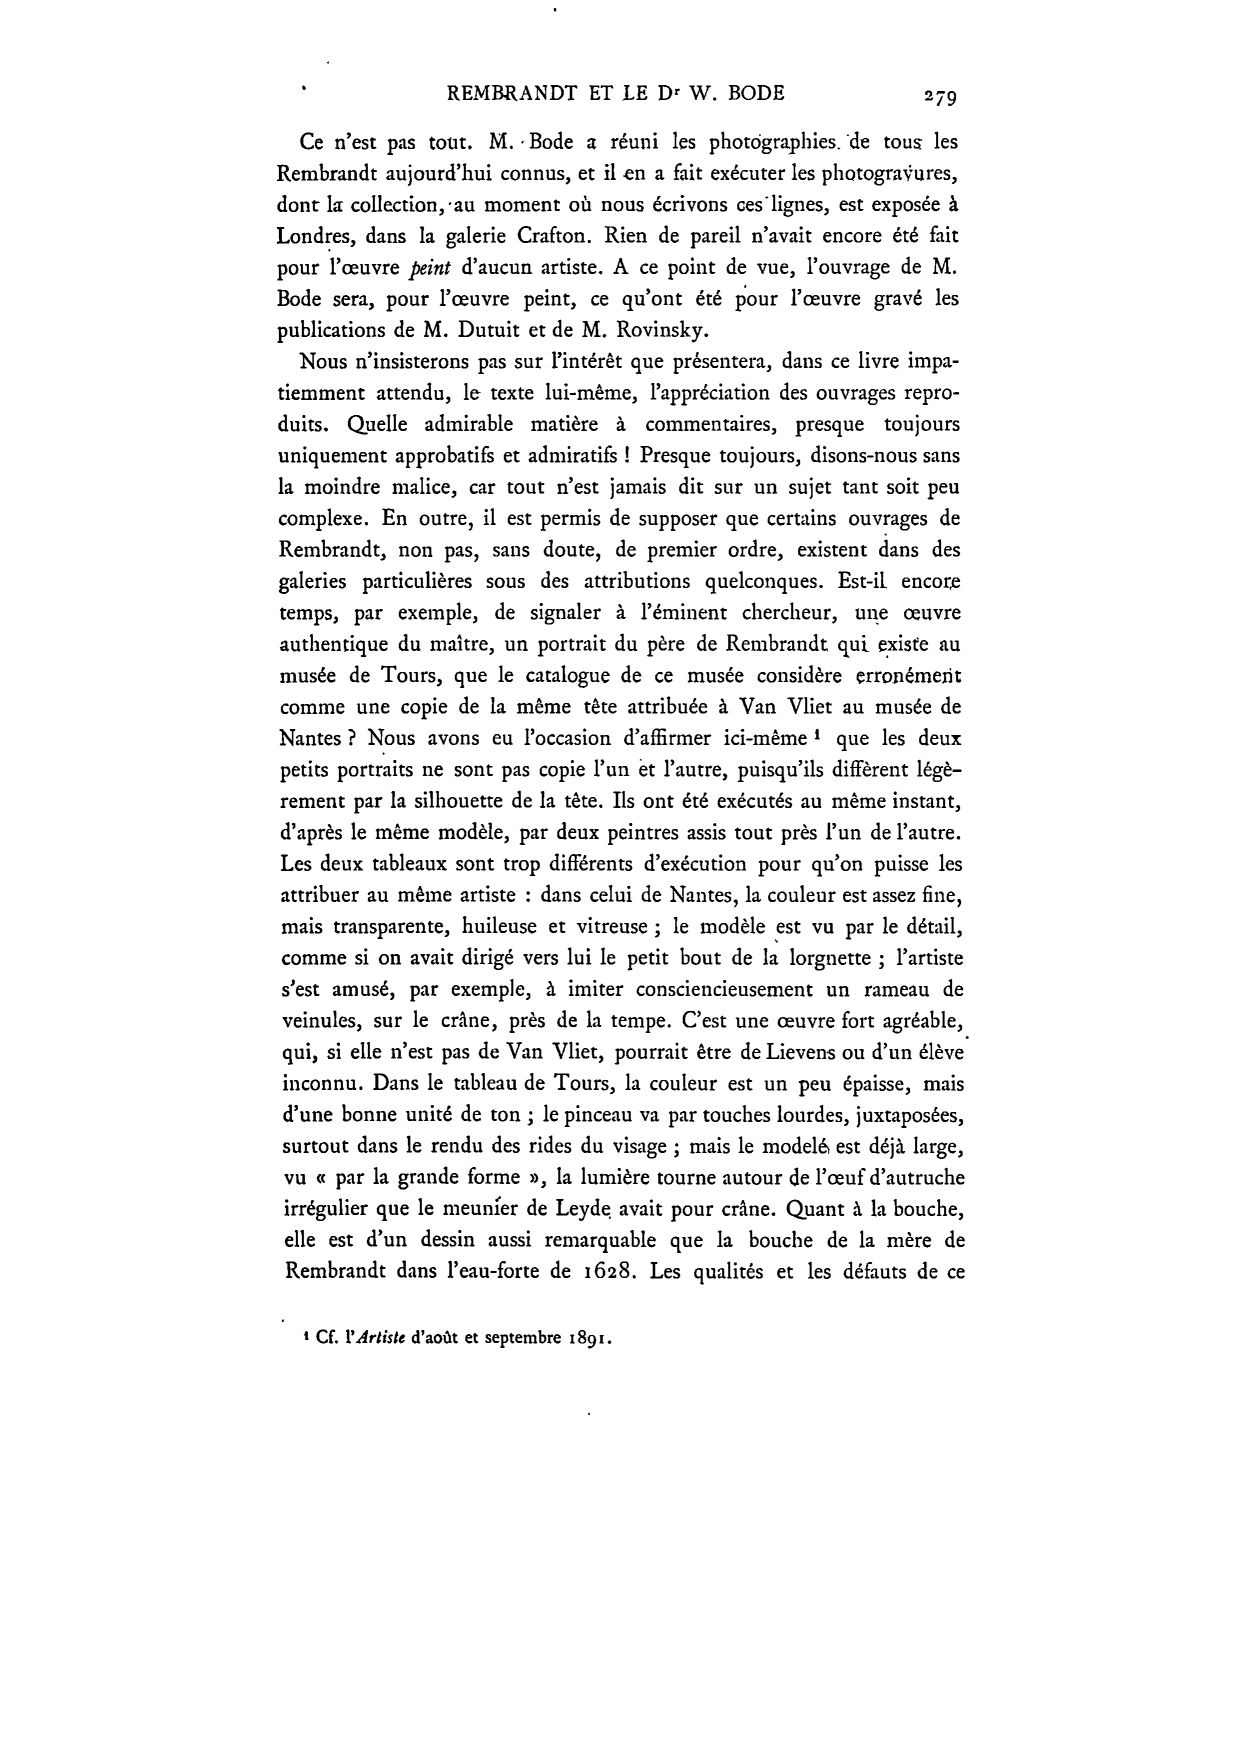 REMBRANDT ET LE Dr W. BODE 279
Ce n'est pas tout. M. Bode a réuni les photographies de tous les
Rembrandt aujourd'hui connus, et il en a fait exécuter les photogravures,
dont la collection, au moment où nous écrivons ces lignes, est exposée à
Londres, dans la galerie Crafton. Rien de pareil n'avait encore été fait
pour l'œuvre peint d'aucun artiste. A ce point de vue, l'ouvrage de M.
Bode sera, pour l'œuvre peint, ce qu'ont été pour l'œuvre gravé les
publications de M. Dutuit et de M. Rovinsky.
Nous n'insisterons pas sur l'intérêt que présentera, dans ce livre impa-
tiemment attendu, le texte lui-même, l'appréciation des ouvrages repro-
duits. Quelle admirable matière à commentaires, presque toujours
uniquement approbatifs et admiratifs ! Presque toujours, disons-nous sans
la moindre malice, car tout n'est jamais dit sur un sujet tant soit peu
complexe. En outre, il est permis de supposer que certains ouvrages de
Rembrandt, non pas, sans doute, de premier ordre, existent dans des
galeries particulières sous des attributions quelconques. Est-il encore
temps, par exemple, de signaler à l'éminent chercheur, une œuvre
authentique du maître, un portrait du père de Rembrandt qui existe au
musée de Tours, que le catalogue de ce musée considère erronément
comme une copie de la même tête attribuée à Van Vliet au musée de
Nantes ? Nous avons eu l'occasion d'affirmer ici-même ¹ que les deux
petits portraits ne sont pas copie l'un et l'autre, puisqu'ils diffèrent légè-
rement par la silhouette de la tête. Ils ont été exécutés au même instant,
d'après le même modèle, par deux peintres assis tout près l'un de l'autre.
Les deux tableaux sont trop différents d'exécution pour qu'on puisse les
attribuer au même artiste : dans celui de Nantes, la couleur est assez fine,
mais transparente, huileuse et vitreuse ; le modèle est vu par le détail,
comme si on avait dirigé vers lui le petit bout de la lorgnette ; l'artiste
s'est amusé, par exemple, à imiter consciencieusement un rameau de
veinules, sur le crâne, près de la tempe. C'est une œuvre fort agréable,
qui, si elle n'est pas de Van Vliet, pourrait être de Lievens ou d'un élève
inconnu. Dans le tableau de Tours, la couleur est un peu épaisse, mais
d'une bonne unité de ton ; le pinceau va par touches lourdes, juxtaposées,
surtout dans le rendu des rides du visage ; mais le modelé est déjà large,
vu « par la grande forme », la lumière tourne autour de l'œuf d'autruche
irrégulier que le meunier de Leyde avait pour crâne. Quant à la bouche,
elle est d'un dessin aussi remarquable que la bouche de la mère de
Rembrandt dans l'eau-forte de 1628. Les qualités et les défauts de ce
¹ Cf. l'Artiste d'août et septembre 1891.